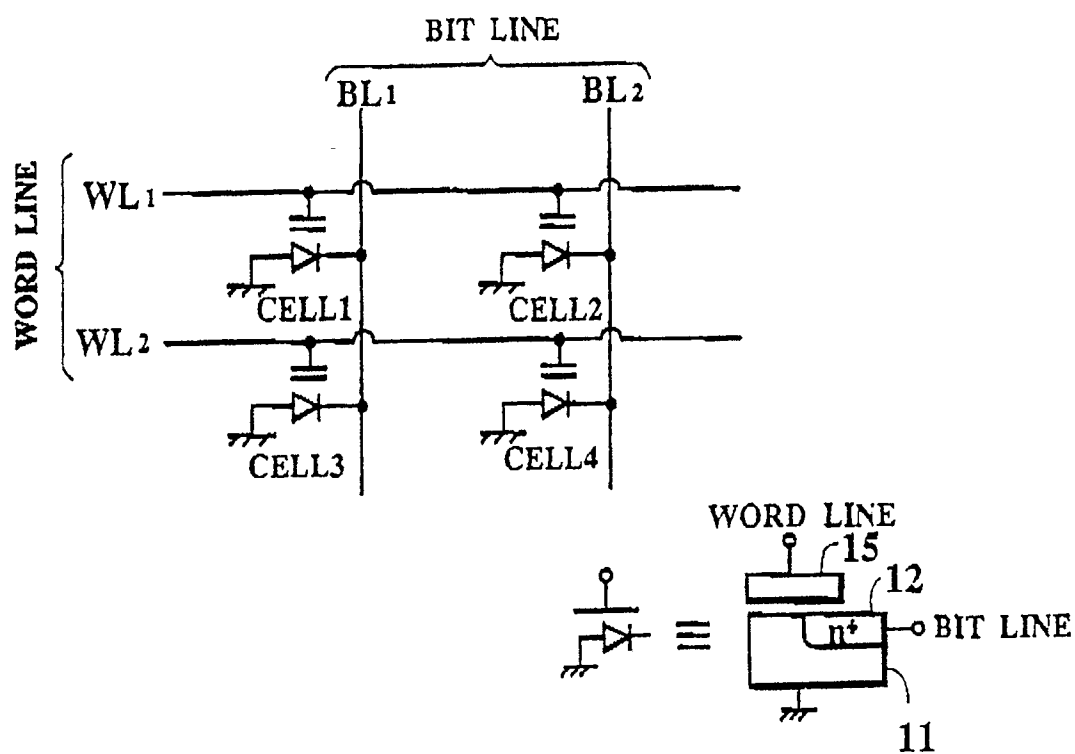 BIT LINE
BL1 BL2
WORD LINE
WL1
CELL1 CELL2
WL2
CELL3 CELL4
WORD LINE
15
12
n+
BIT LINE
11